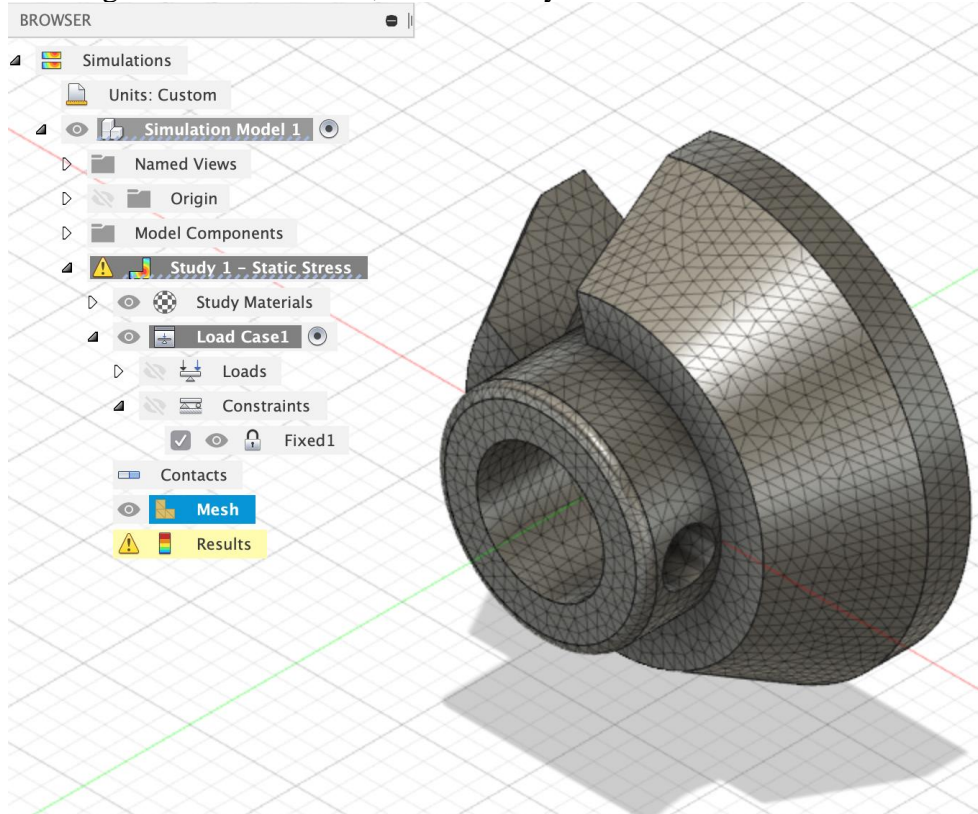 BROWSER
Simulations
Units: Custom
Simulation Model 1
Named Views
Origin
Model Components
Study 1 - Static Stress
Study Materials
Load Case1
Loads
Constraints
Fixed1
Contacts
Mesh
Results